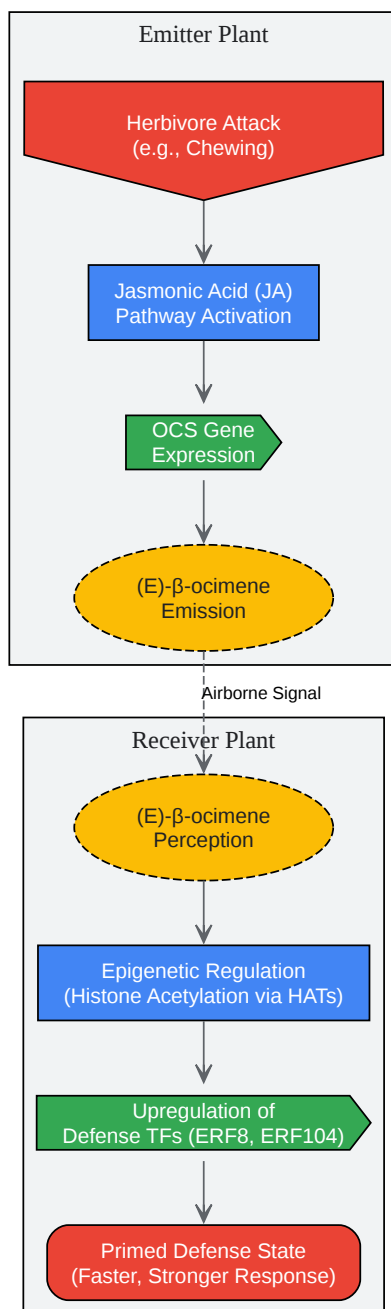 Emitter Plant
Herbivore Attack
(e.g., Chewing)
Jasmonic Acid (JA)
Pathway Activation
OCS Gene
Expression
(E)-β-ocimene
Emission
Airborne Signal
Receiver Plant
(E)-β-ocimene
Perception
Epigenetic Regulation
(Histone Acetylation via HATs)
Upregulation of
Defense TFs (ERF8, ERF104)
Primed Defense State
(Faster, Stronger Response)